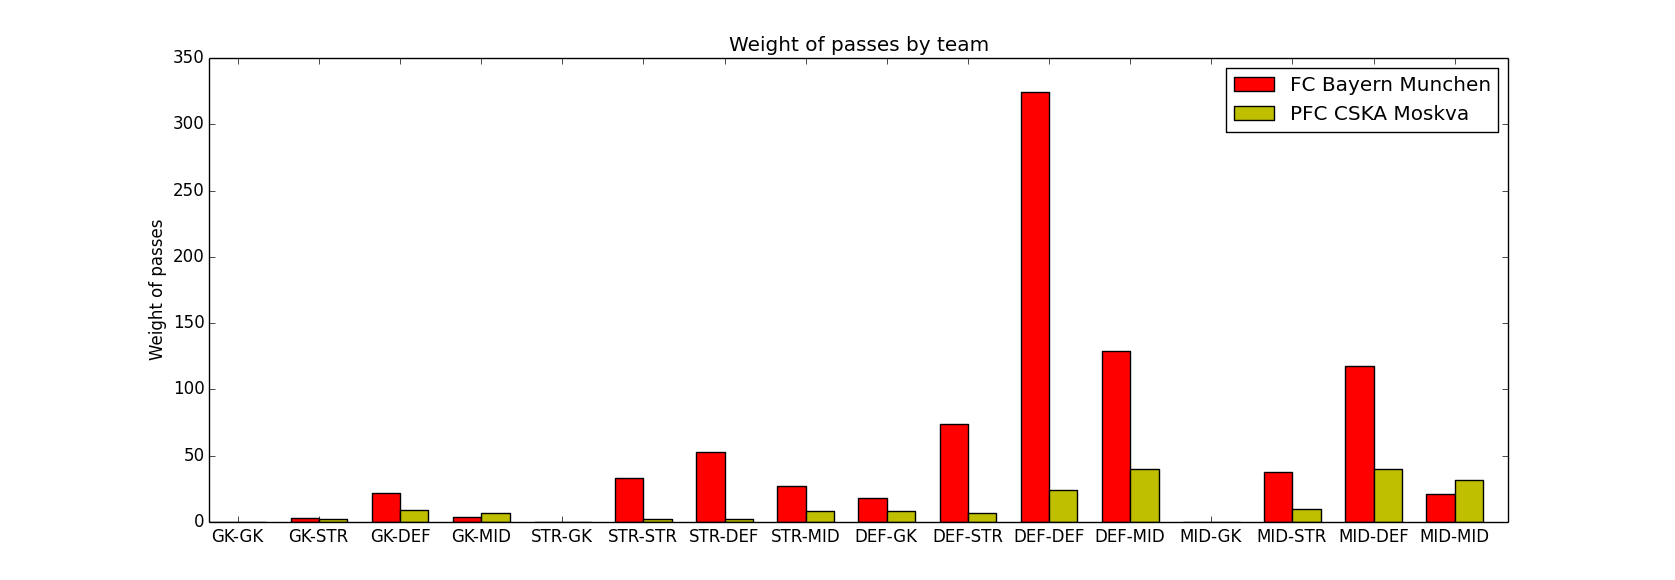 Weight of passes by team
FC Bayern Munchen
PFC CSKA Moskva
Weight of passes
350
300
250
200
150
100
50
0
GK-GK GK-STR GK-DEF GK-MID STR-GK STR-STR STR-DEF STR-MID DEF-GK DEF-STR DEF-DEF DEF-MID MID-GK MID-STR MID-DEF MID-MID